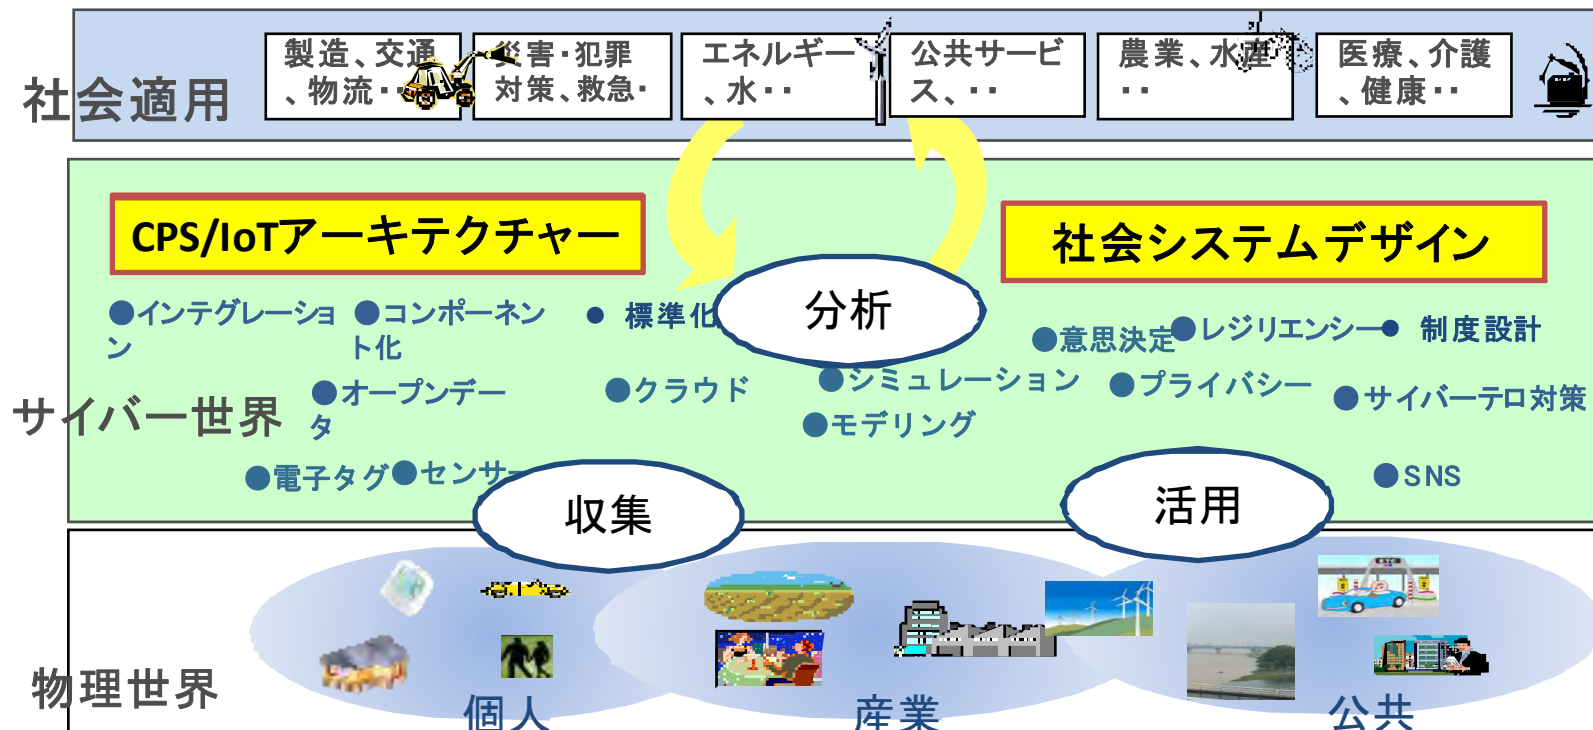 社会適用
製造、交通
、物流・・
災害・犯罪
対策、救急・
エネルギー
、水・・
公共サービ
ス、・・
農業、水産
・・
医療、介護
、健康・・
サイバー世界
CPS/IoTアーキテクチャー
社会システムデザイン
分析
●インテグレーショ
ン
●コンポーネン
ト化
• 標準化
●意思決定
●レジリエンシー
• 制度設計
●オープンデー
タ
●クラウド
●シミュレーション
●モデリング
●プライバシー
●サイバーテロ対策
●電子タグ
●センサー
●SNS
収集
活用
物理世界
個人
産業
公共